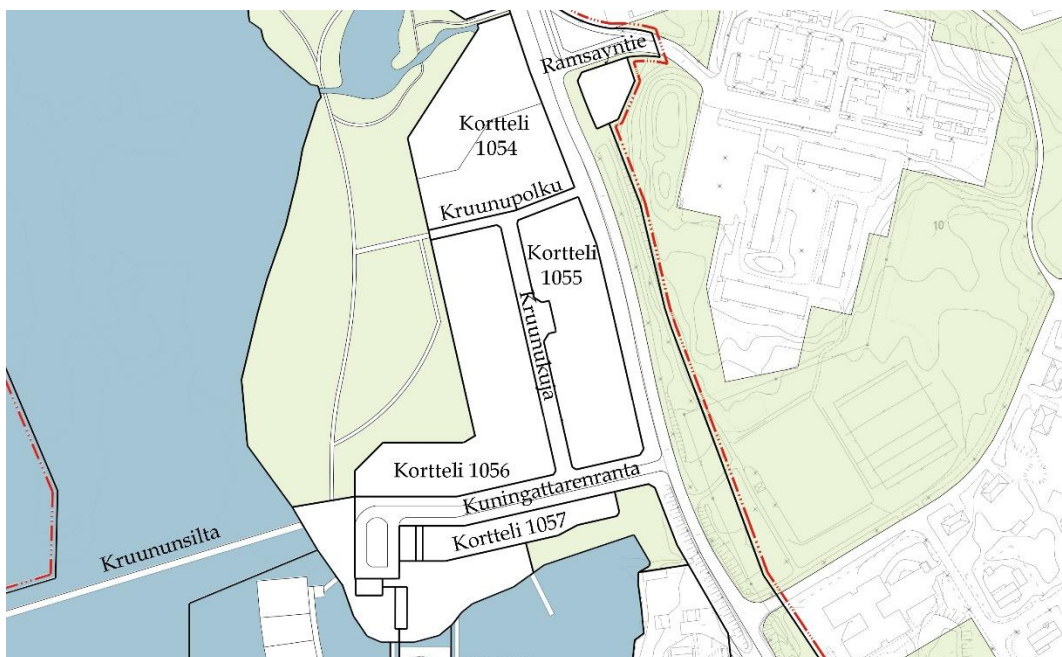 Ramsayntie
Kortteli
1054
Kruunupolku
Kortteli
1055
10
Kruunukuja
Kortteli 1056
Kuningattarenranta
Kortteli 1057
Kruununsilta